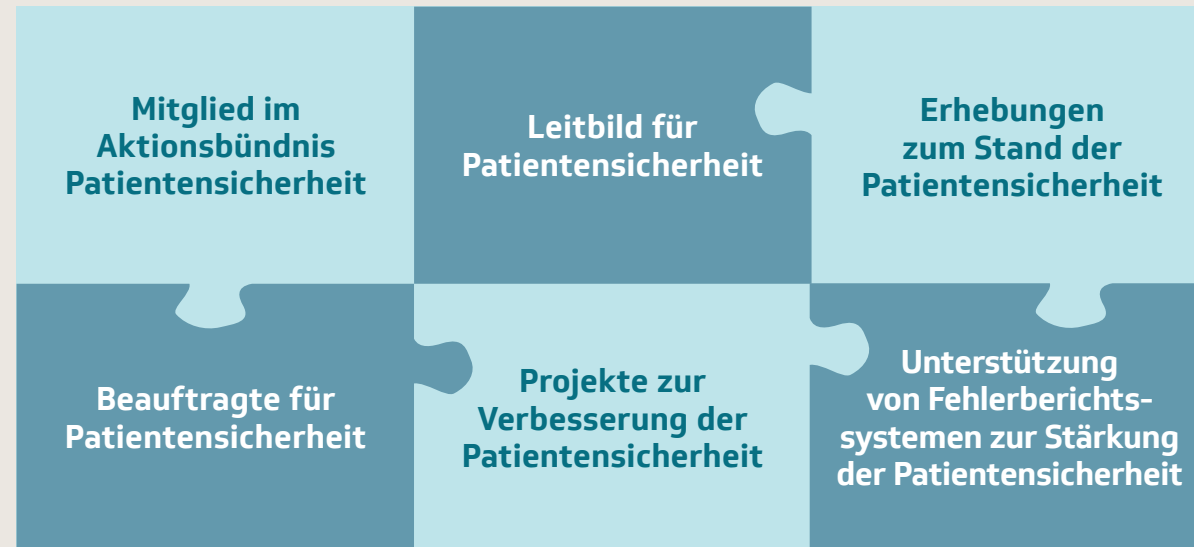 Mitglied im
Aktionsbündnis
Patientensicherheit
Leitbild für
Patientensicherheit
Erhebungen
zum Stand der
Patientensicherheit
Beauftragte für
Patientensicherheit
Projekte zur
Verbesserung der
Patientensicherheit
Unterstützung
von Fehlerberichts-
systemen zur Stärkung
der Patientensicherheit